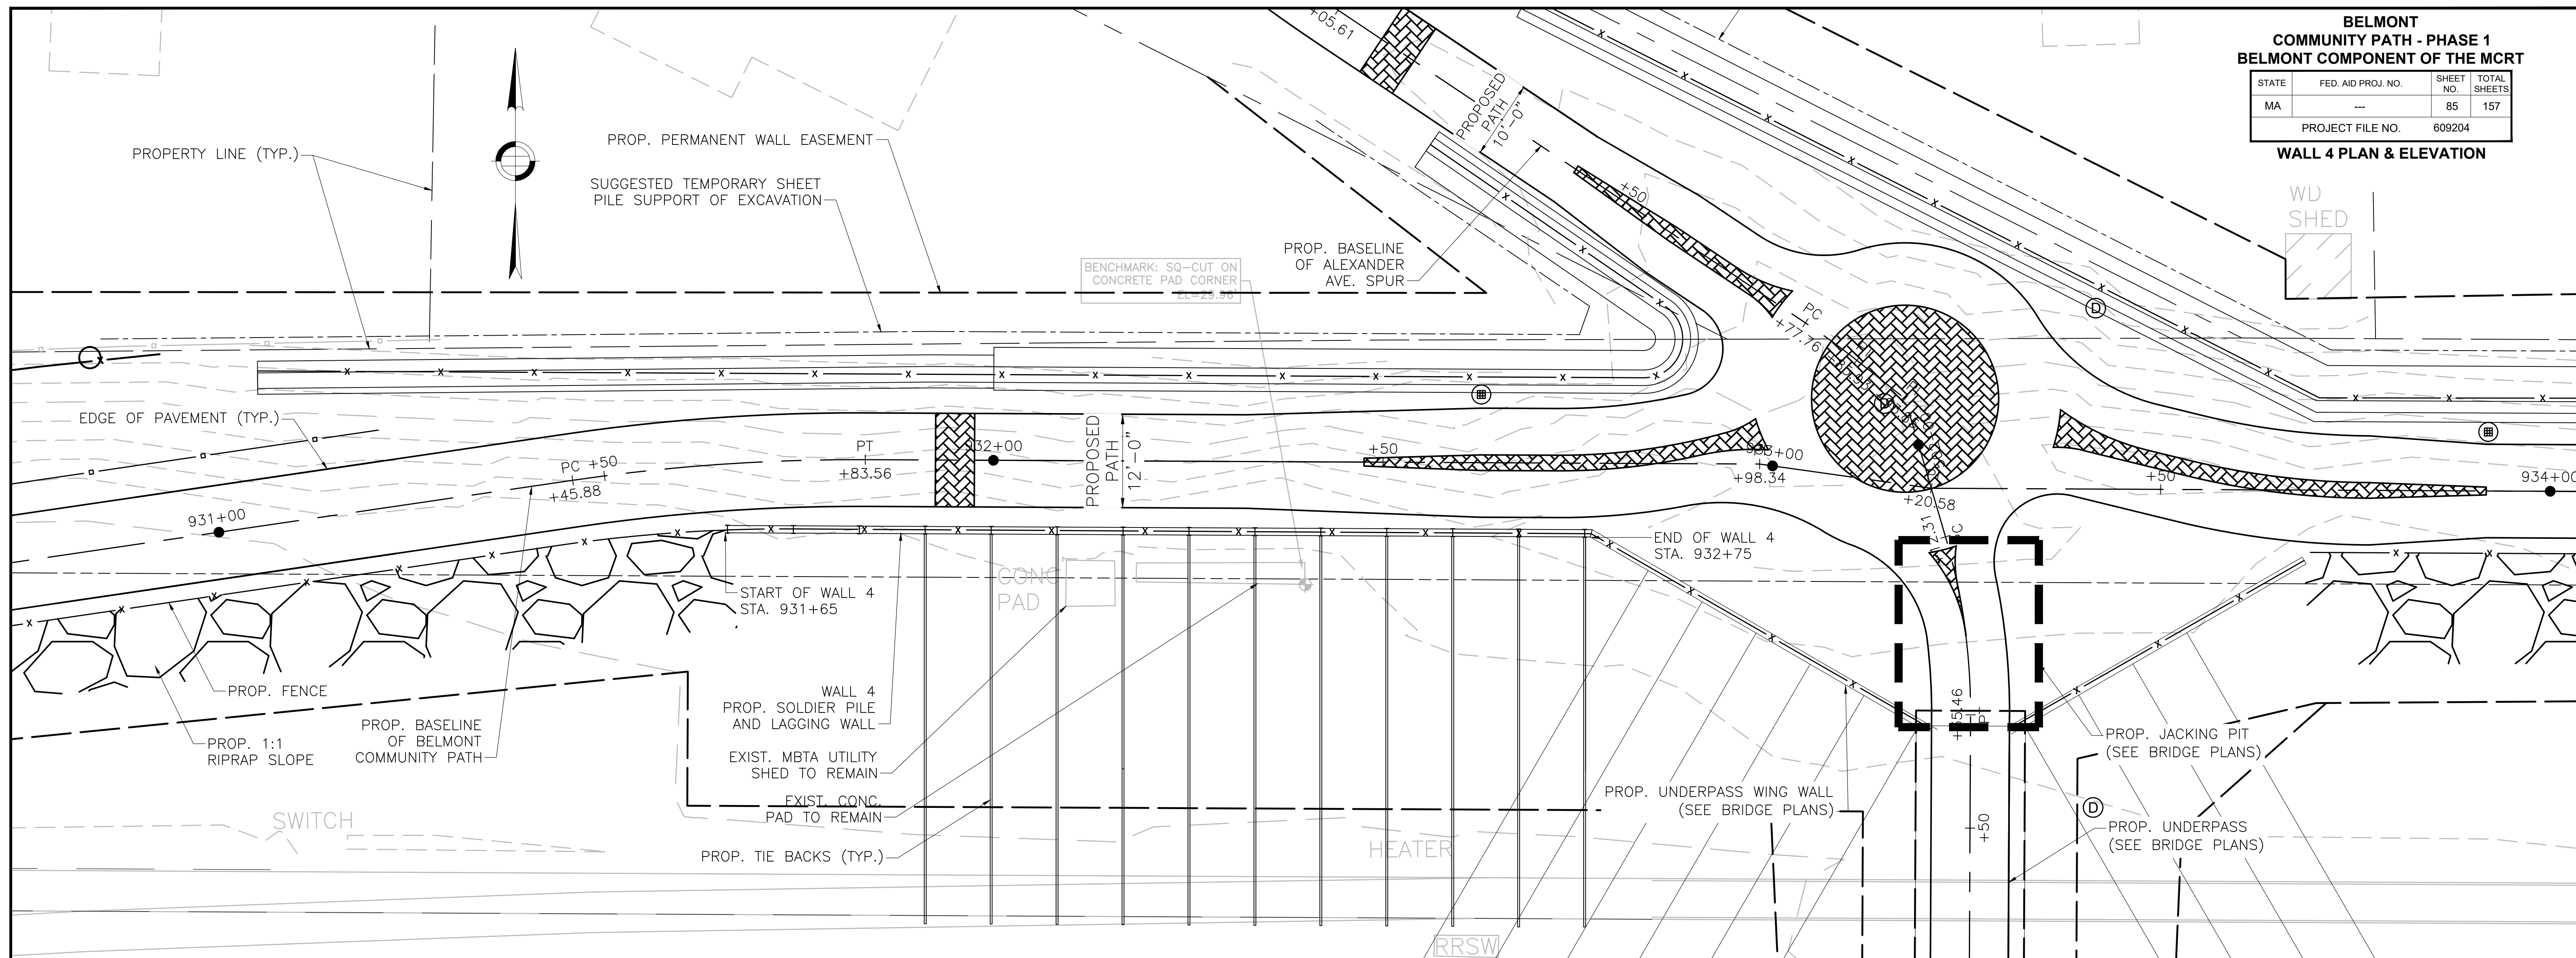 BELMONT
COMMUNITY PATH - PHASE 1
BELMONT COMPONENT OF THE MCRT
STATE FED. AID PROJ. NO. SHEET NO. TOTAL SHEETS
MA --- 85 157
PROJECT FILE NO. 609204
WALL 4 PLAN & ELEVATION
+05.61
PROPOSED
PATH
10'-0"
PROPERTY LINE (TYP.)
PROP. PERMANENT WALL EASEMENT
SUGGESTED TEMPORARY SHEET
PILE SUPPORT OF EXCAVATION
WD
SHED
+50
PROP. BASELINE
OF ALEXANDER
AVE. SPUR
BENCHMARK: SQ-CUT ON
CONCRETE PAD CORNER
EL=29.96'
PC
+77.76
D
EDGE OF PAVEMENT (TYP.)
PROPOSED
PATH
12'-0"
931+00
PC +50
+45.88
PT
+83.56
932+00
+50
+98.34
+20.58
+50
934+00
START OF WALL 4
STA. 931+65
CONC
PAD
END OF WALL 4
STA. 932+75
PROP. FENCE
PROP. 1:1
RIPRAP SLOPE
PROP. BASELINE
OF BELMONT
COMMUNITY PATH
WALL 4
PROP. SOLDIER PILE
AND LAGGING WALL
EXIST. MBTA UTILITY
SHED TO REMAIN
EXIST. CONC.
PAD TO REMAIN
PROP. TIE BACKS (TYP.)
PROP. JACKING PIT
(SEE BRIDGE PLANS)
PROP. UNDERPASS WING WALL
(SEE BRIDGE PLANS)
D
+50
PROP. UNDERPASS
(SEE BRIDGE PLANS)
SWITCH
HEATER
RRSW